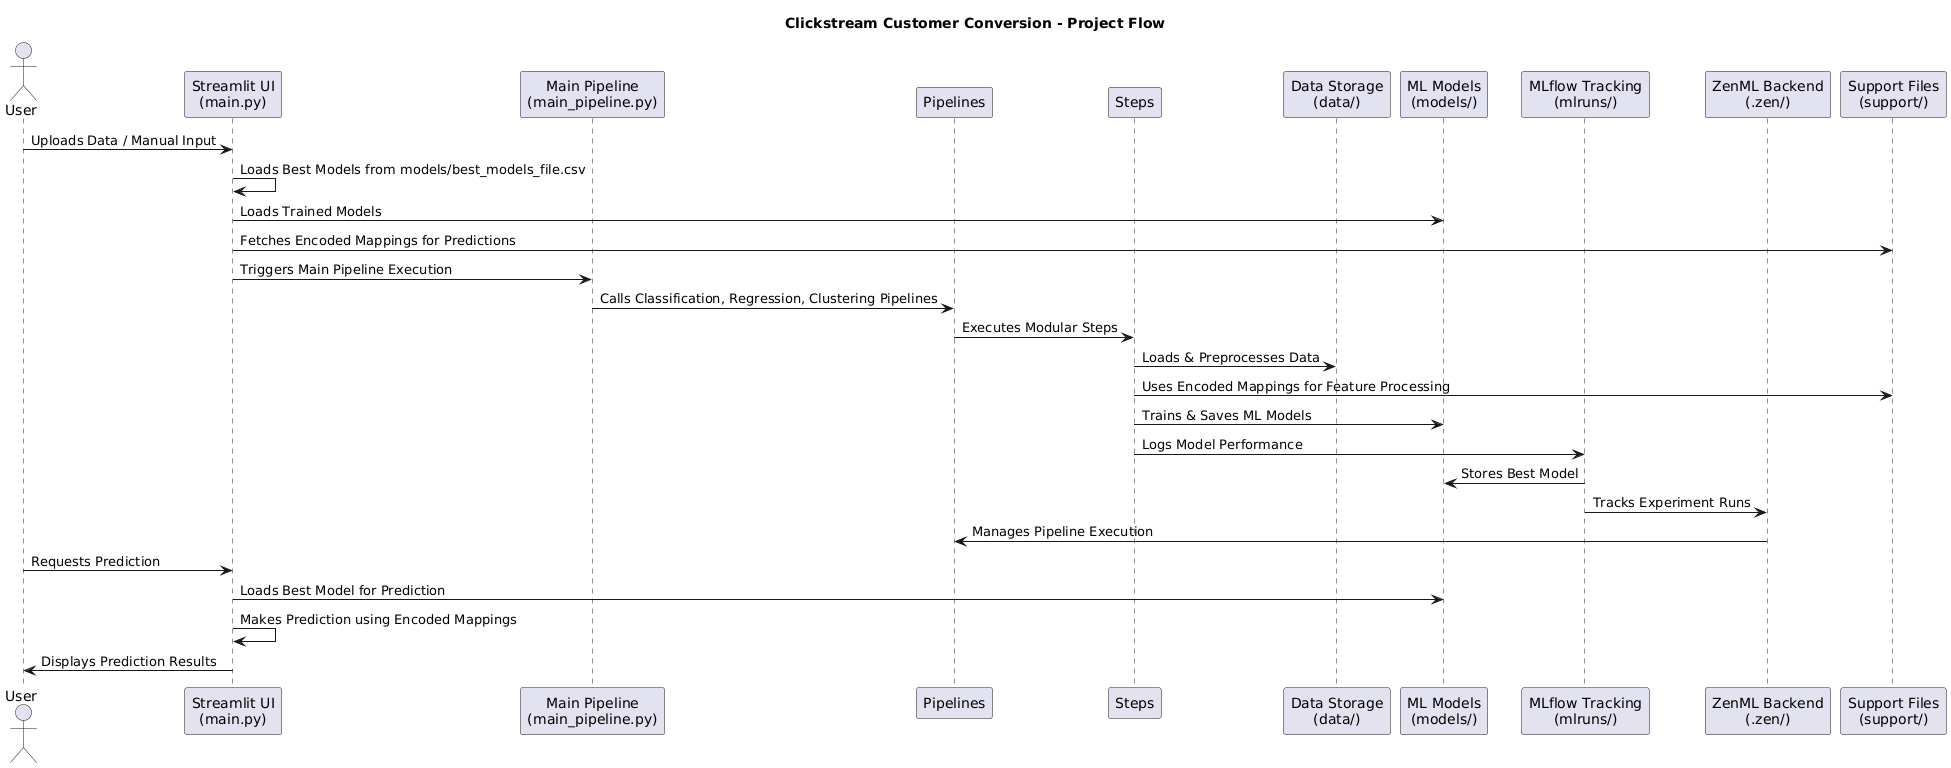 Clickstream Customer Conversion - Project Flow
User
Streamlit UI
(main.py)
Main Pipeline
(main_pipeline.py)
Pipelines
Steps
Data Storage
(data/)
ML Models
(models/)
MLflow Tracking
(mlruns/)
ZenML Backend
(.zen/)
Support Files
(support/)
Uploads Data / Manual Input
Loads Best Models from models/best_models_file.csv
Loads Trained Models
Fetches Encoded Mappings for Predictions
Triggers Main Pipeline Execution
Calls Classification, Regression, Clustering Pipelines
Executes Modular Steps
Loads & Preprocesses Data
Uses Encoded Mappings for Feature Processing
Trains & Saves ML Models
Logs Model Performance
Stores Best Model
Tracks Experiment Runs
Manages Pipeline Execution
Requests Prediction
Loads Best Model for Prediction
Makes Prediction using Encoded Mappings
Displays Prediction Results
User
Streamlit UI
(main.py)
Main Pipeline
(main_pipeline.py)
Pipelines
Steps
Data Storage
(data/)
ML Models
(models/)
MLflow Tracking
(mlruns/)
ZenML Backend
(.zen/)
Support Files
(support/)